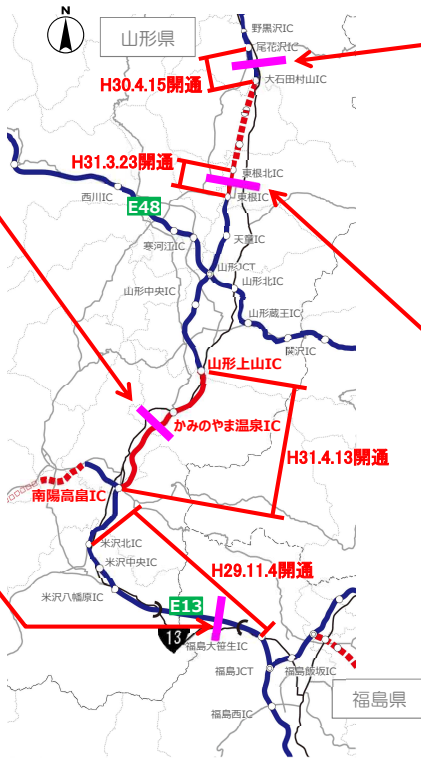 N
山形県
野黒沢IC
尾花沢IC
大石田村山IC
H30.4.15開通
H31.3.23開通
東根北IC
東根IC
西川IC
E48
寒河江IC
天童IC
山形JCT
山形北IC
山形中央IC
山形蔵王IC
関沢IC
山形上山IC
かみのやま温泉IC
H31.4.13開通
南陽高畠IC
米沢北IC
米沢中央IC
H29.11.4開通
米沢八幡原IC
E13
13
福島大笹生IC
福島JCT
福島飯坂IC
福島県
福島西IC